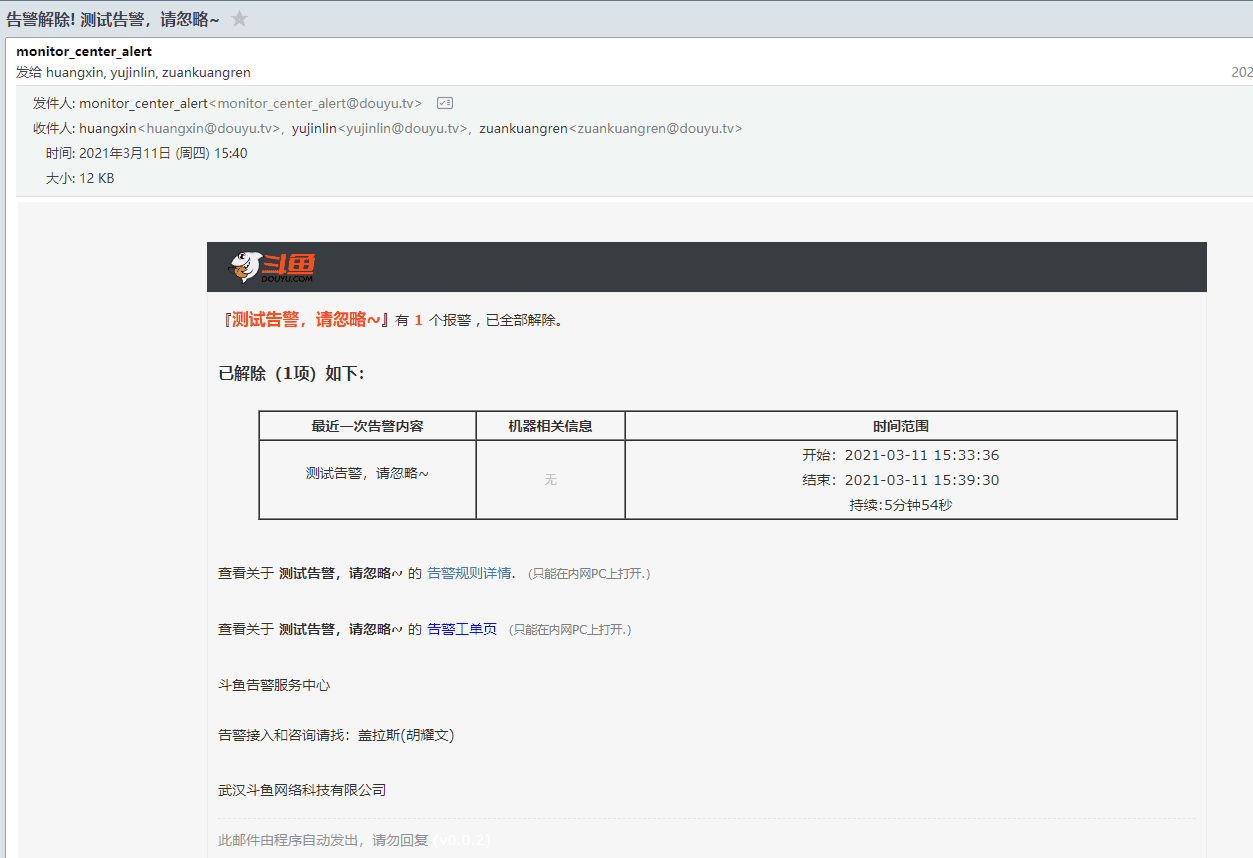 告警解除! 测试告警，请忽略~
monitor_center_alert
发给 huangxin, yujinlin, zuankuangren
202
发件人: monitor_center_alert<monitor_center_alert@douyu.tv>
收件人: huangxin<huangxin@douyu.tv>, yujinlin<yujinlin@douyu.tv>, zuankuangren<zuankuangren@douyu.tv>
时间: 2021年3月11日 (周四) 15:40
大小: 12 KB
斗鱼
DOUYU.COM
『测试告警，请忽略~』有 1 个报警，已全部解除。
已解除（1项）如下：
最近一次告警内容 机器相关信息 时间范围
测试告警，请忽略~ 无 开始：2021-03-11 15:33:36
结束：2021-03-11 15:39:30
持续:5分钟54秒
查看关于 测试告警，请忽略~ 的 告警规则详情. （只能在内网PC上打开.）
查看关于 测试告警，请忽略~ 的 告警工单页 （只能在内网PC上打开.）
斗鱼告警服务中心
告警接入和咨询请找：盖拉斯(胡耀文)
武汉斗鱼网络科技有限公司
此邮件由程序自动发出，请勿回复 (v0.0.2)